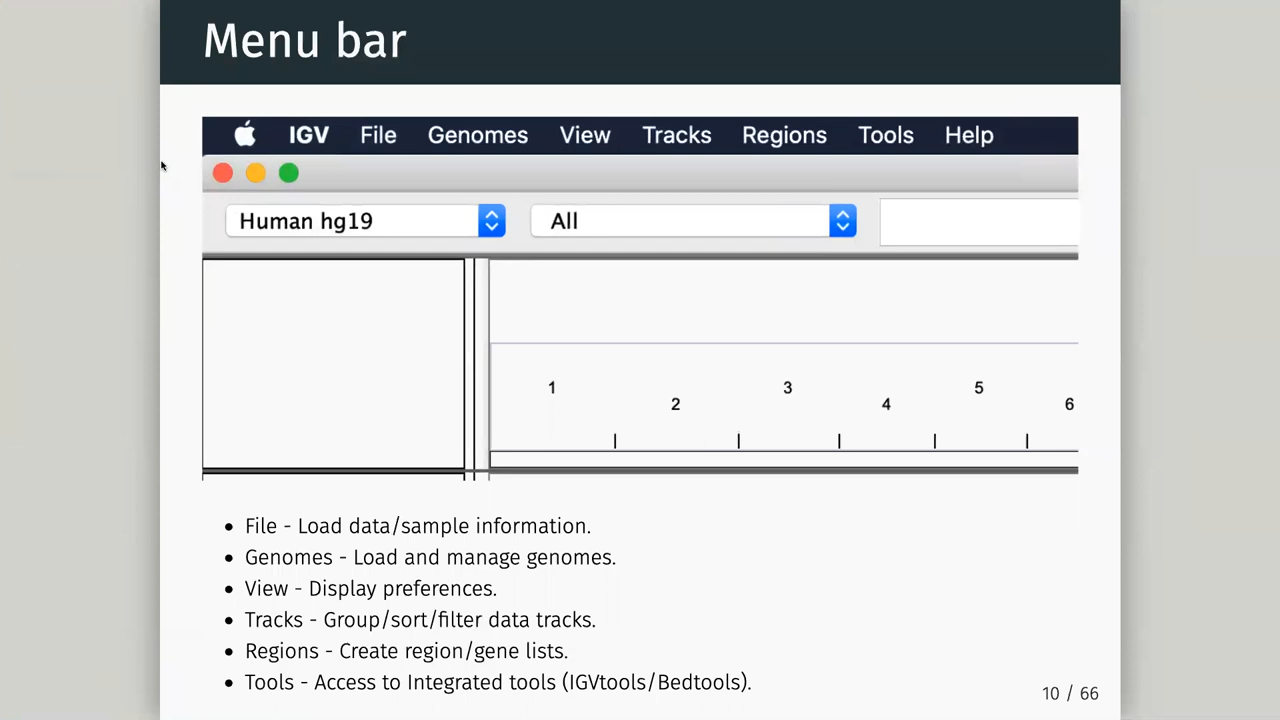 Menu bar
IGV File Genomes View Tracks Regions Tools Help
Human hg19 All
1 2 3 4 5 6
• File - Load data/sample information.
• Genomes - Load and manage genomes.
• View - Display preferences.
• Tracks - Group/sort/filter data tracks.
• Regions - Create region/gene lists.
• Tools - Access to Integrated tools (IGVtools/Bedtools).
10 / 66